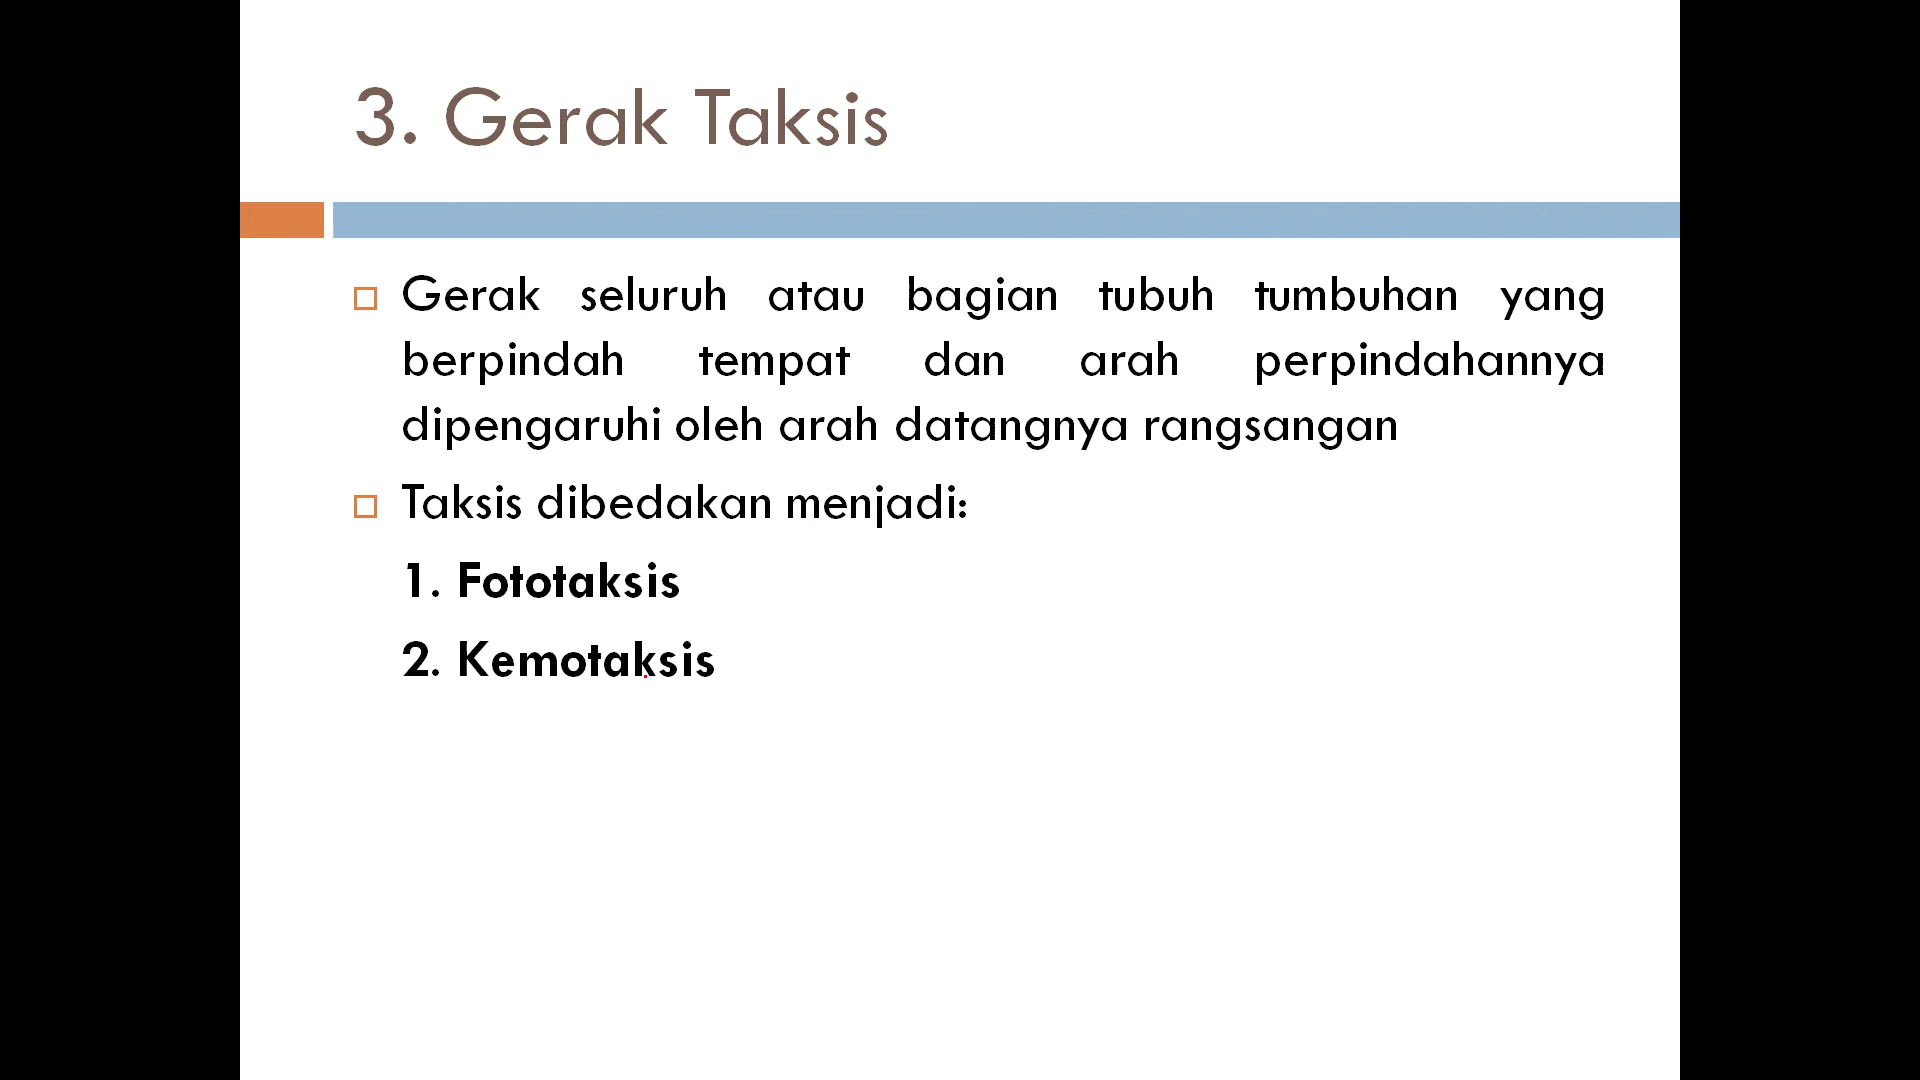 3. Gerak Taksis
Gerak seluruh atau bagian tubuh tumbuhan yang
berpindah tempat dan arah perpindahannya
dipengaruhi oleh arah datangnya rangsangan
Taksis dibedakan menjadi:
1. Fototaksis
2. Kemotaksis